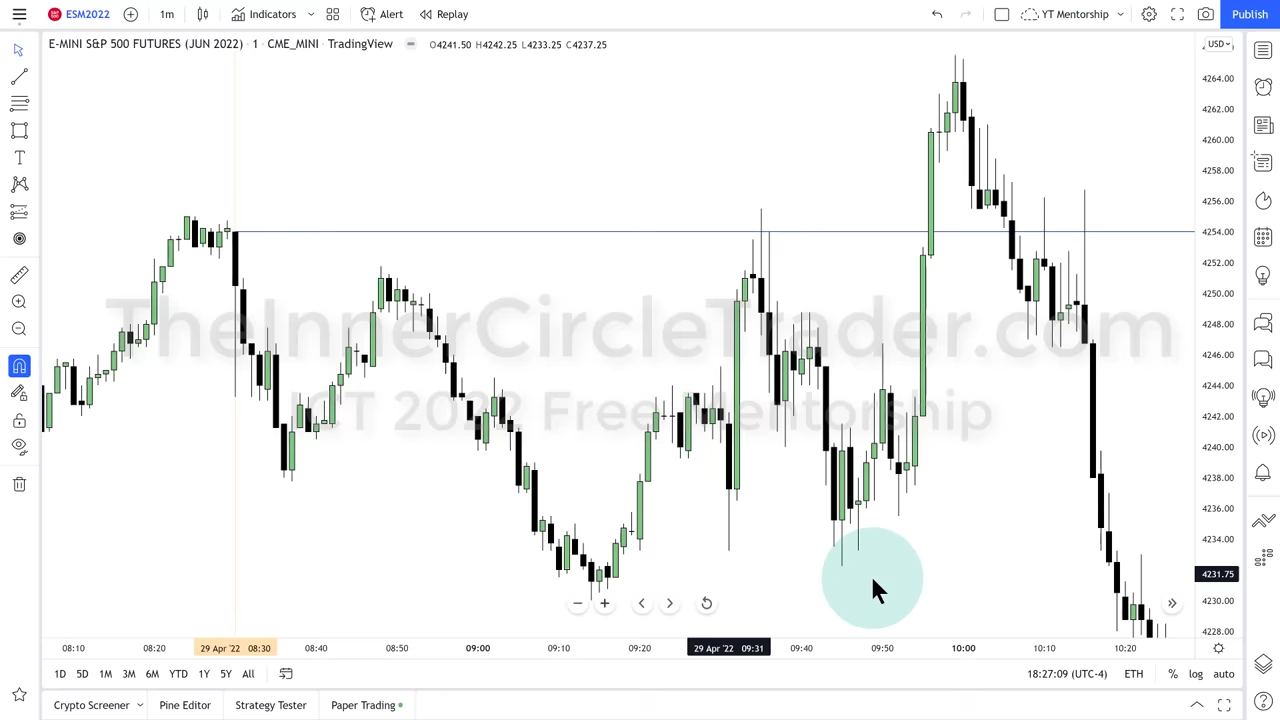 ESM2022 1m Indicators Alert Replay YT Mentorship Publish
E-MINI S&P 500 FUTURES (JUN 2022) · 1 · CME_MINI · TradingView O4241.50 H4242.25 L4233.25 C4237.25
USD
4264.00
4262.00
4260.00
4258.00
4256.00
4254.00
4252.00
4250.00
4248.00
4246.00
4244.00
4242.00
4240.00
4238.00
4236.00
4234.00
4231.75
4230.00
4228.00
TheInnerCircleTrader.com
ICT 2022 Free Mentorship
08:10 08:20 29 Apr '22 08:30 08:40 08:50 09:00 09:10 09:20 29 Apr '22 09:31 09:40 09:50 10:00 10:10 10:20
1D 5D 1M 3M 6M YTD 1Y 5Y All 18:27:09 (UTC-4) ETH % log auto
Crypto Screener Pine Editor Strategy Tester Paper Trading